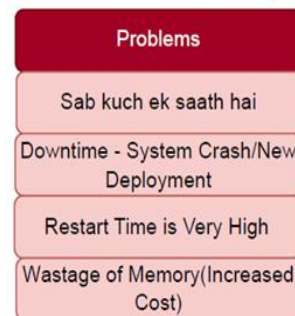 Problems
Sab kuch ek saath hai
Downtime - System Crash/New
Deployment
Restart Time is Very High
Wastage of Memory(Increased
Cost)